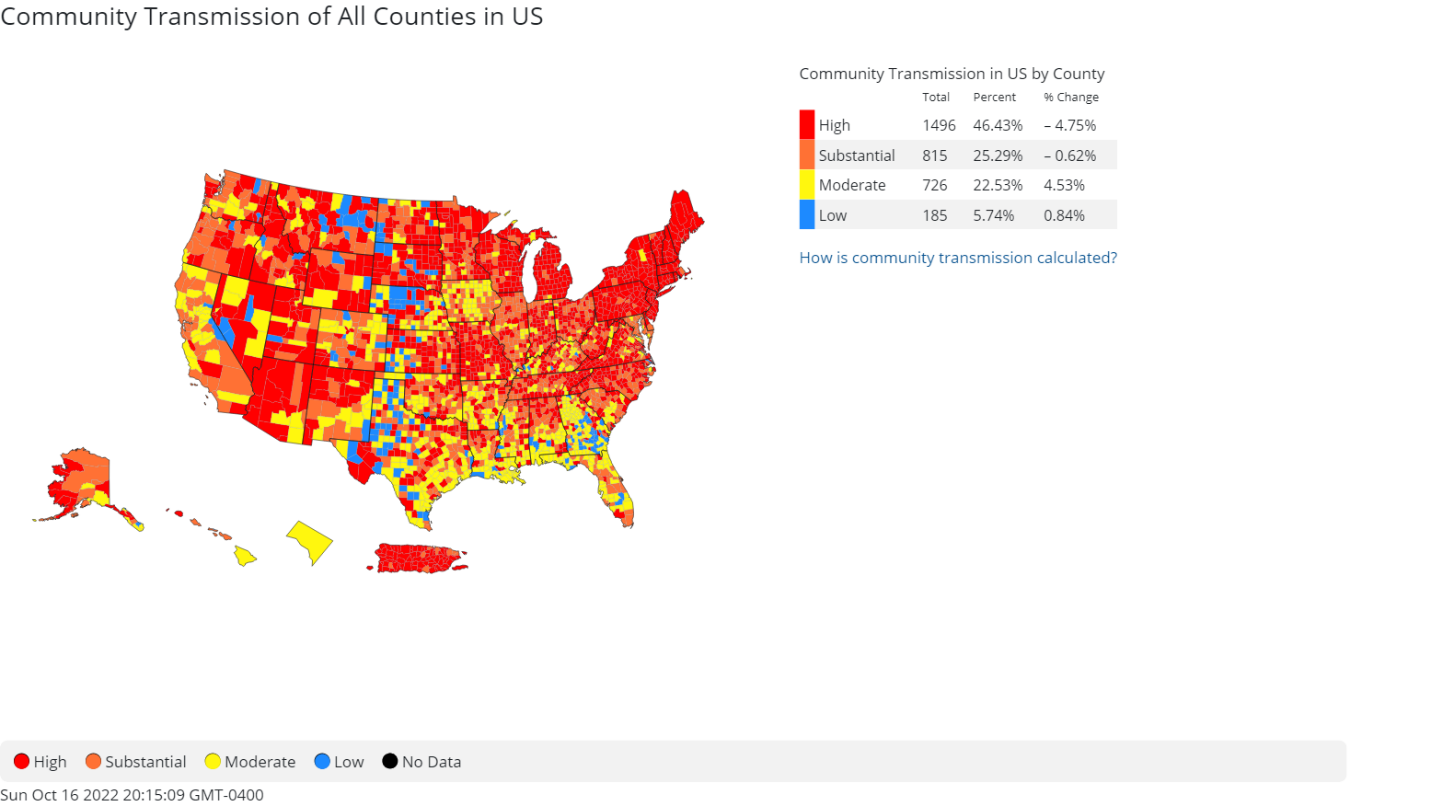 Community Transmission of All Counties in US
Community Transmission in US by County
Total Percent % Change
High 1496 46.43% – 4.75%
Substantial 815 25.29% – 0.62%
Moderate 726 22.53% 4.53%
Low 185 5.74% 0.84%
How is community transmission calculated?
High Substantial Moderate Low No Data
Sun Oct 16 2022 20:15:09 GMT-0400